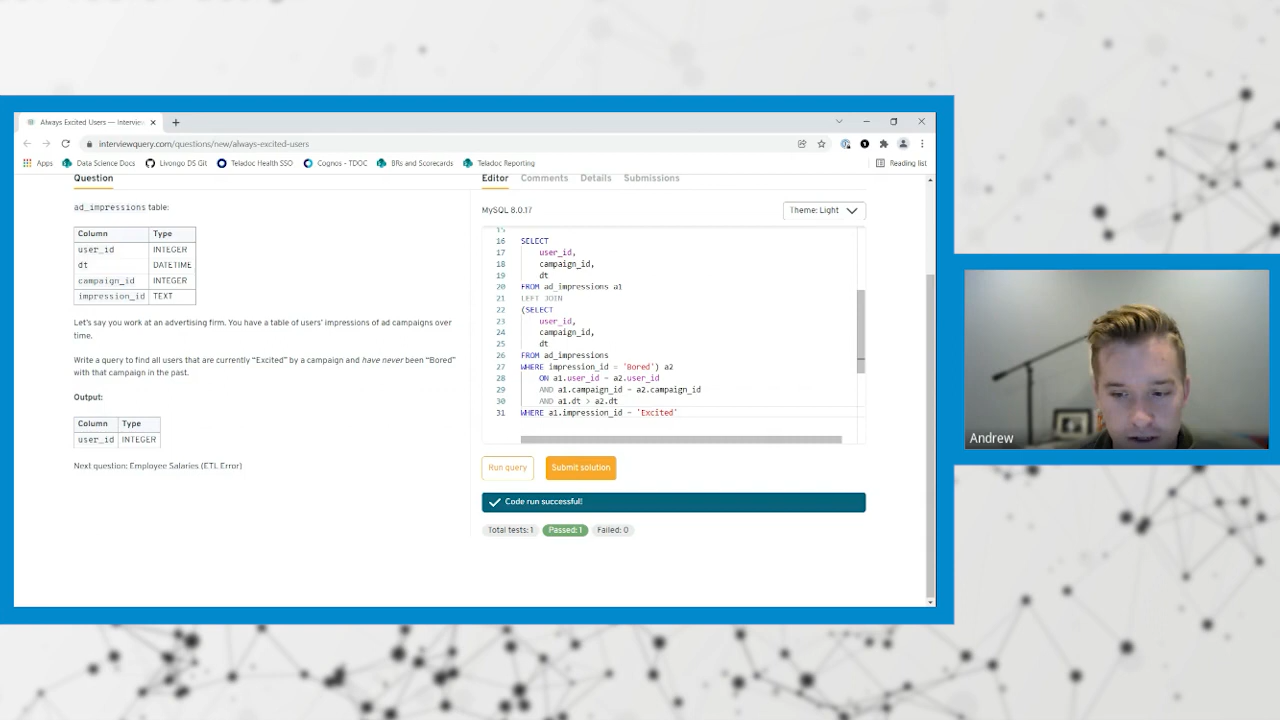 Always Excited Users — Interview
interviewquery.com/questions/new/always-excited-users
Apps Data Science Docs Livongo DS Git Teladoc Health SSO Cognos - TDOC BRs and Scorecards Teladoc Reporting Reading list
Question
ad_impressions table:
Column Type
user_id INTEGER
dt DATETIME
campaign_id INTEGER
impression_id TEXT
Let's say you work at an advertising firm. You have a table of users' impressions of ad campaigns over
time.
Write a query to find all users that are currently "Excited" by a campaign and have never been "Bored"
with that campaign in the past.
Output:
Column Type
user_id INTEGER
Next question: Employee Salaries (ETL Error)
Editor Comments Details Submissions
MySQL 8.0.17 Theme: Light
15
16 SELECT
17 user_id,
18 campaign_id,
19 dt
20 FROM ad_impressions a1
21 LEFT JOIN
22 (SELECT
23 user_id,
24 campaign_id,
25 dt
26 FROM ad_impressions
27 WHERE impression_id = 'Bored') a2
28 ON a1.user_id = a2.user_id
29 AND a1.campaign_id = a2.campaign_id
30 AND a1.dt > a2.dt
31 WHERE a1.impression_id = 'Excited'
Run query Submit solution
Code run successful!
Total tests: 1 Passed: 1 Failed: 0
Andrew